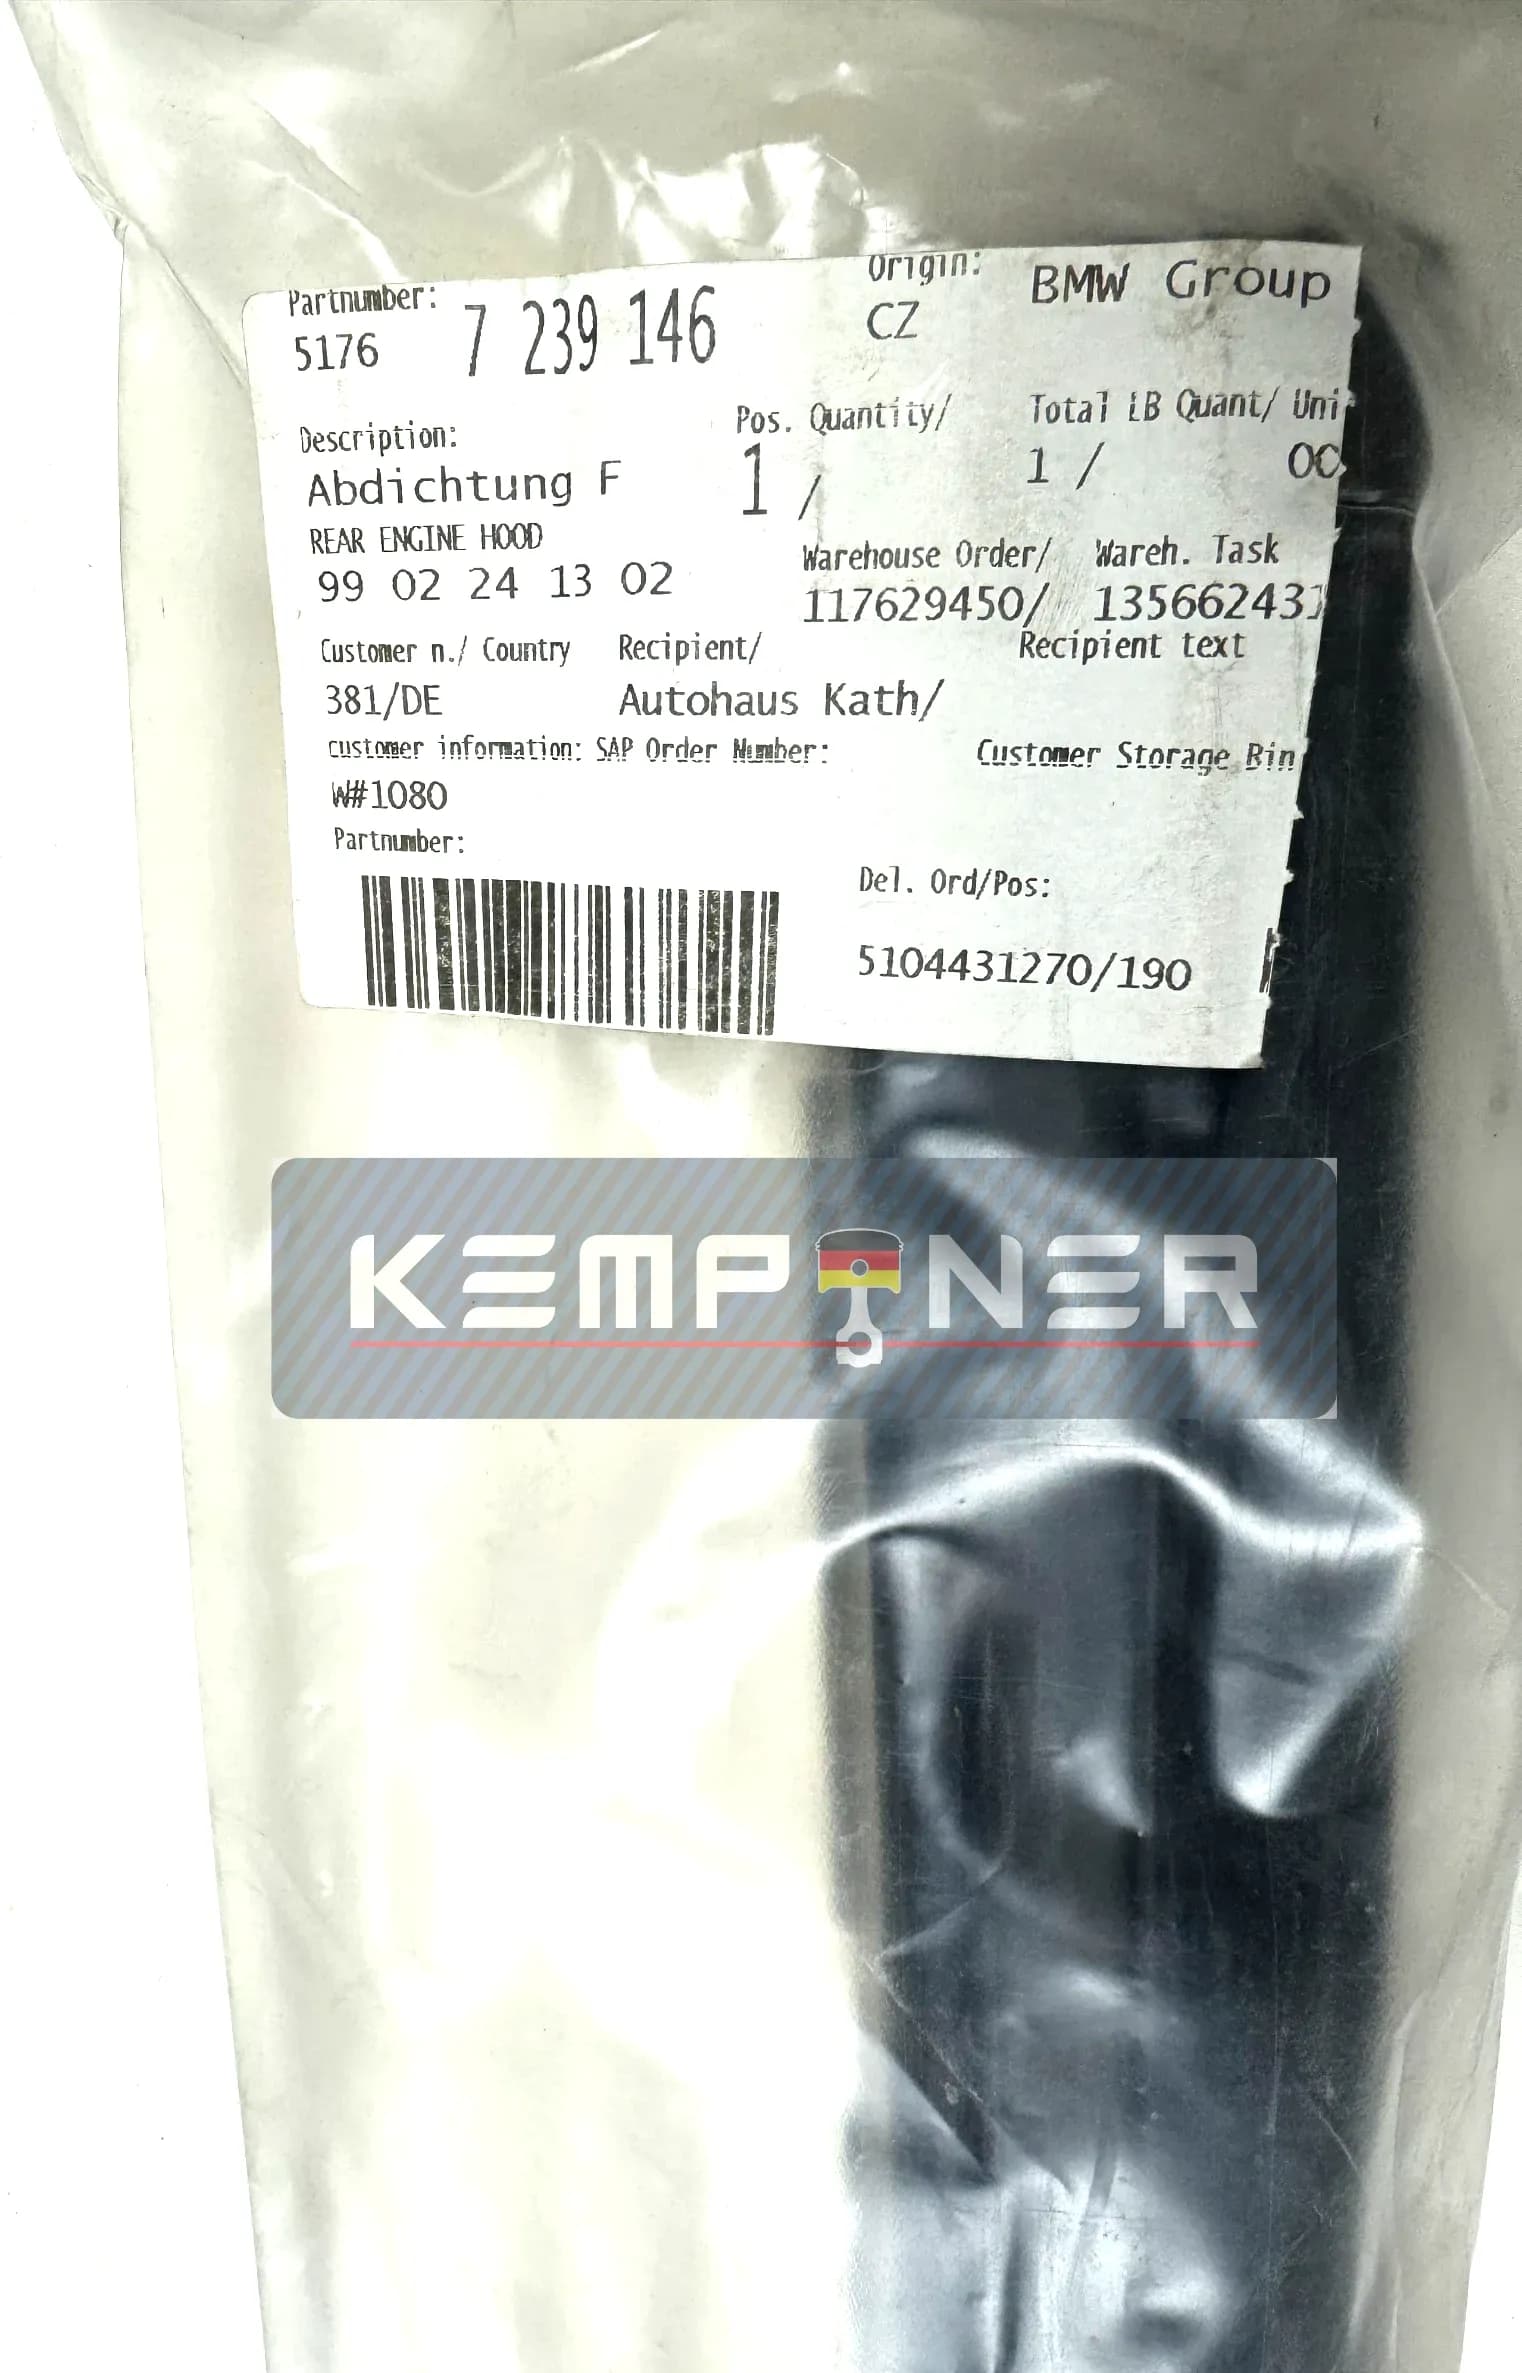 Partnumber: Origin: BMW Group
5176 7 239 146 CZ
Description: Pos. Quantity/ Total LB Quant/ Uni
Abdichtung F 1 / 1 /
REAR ENGINE HOOD
99 02 24 13 02 Warehouse Order/ Wareh. Task
117629450/ 135662431
Customer n./ Country Recipient/ Recipient text
381/DE Autohaus Kath/
customer information: SAP Order Number: Customer Storage Bin
W#1080
Partnumber:
Del. Ord/Pos:
5104431270/190
KEMPTNER